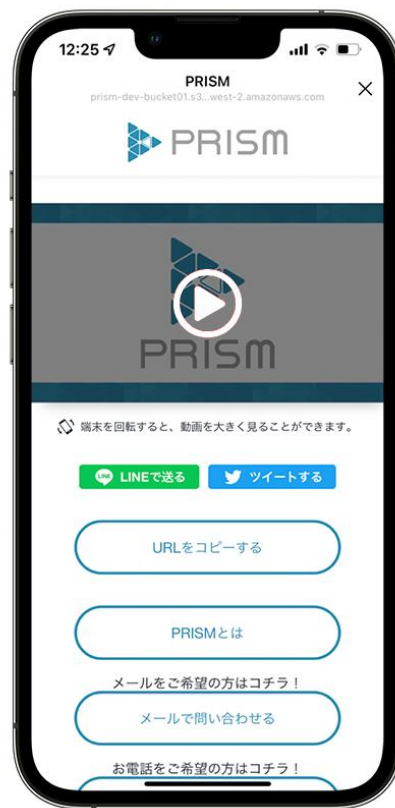 12:25
PRISM
prism-dev-bucket01.s3...west-2.amazonaws.com
PRISM
PRISM
端末を回転すると、動画を大きく見ることができます。
LINE LINEで送る ツイートする
URLをコピーする
PRISMとは
メールをご希望の方はコチラ！
メールで問い合わせる
お電話をご希望の方はコチラ！